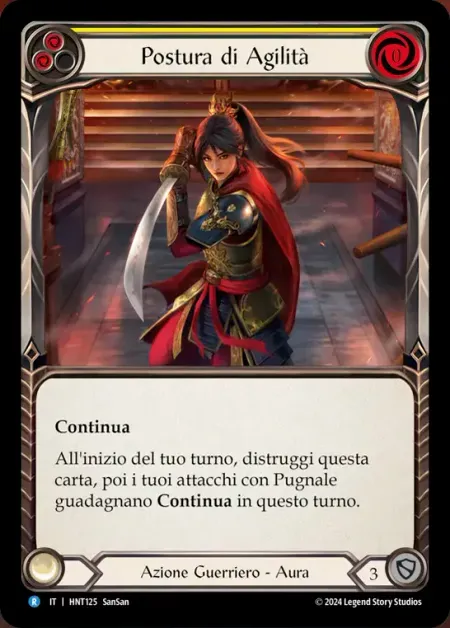 Postura di Agilità
Continua
All'inizio del tuo turno, distruggi questa
carta, poi i tuoi attacchi con Pugnale
guadagnano Continua in questo turno.
Azione Guerriero - Aura
3
R IT | HNT125 SanSan
© 2024 Legend Story Studios